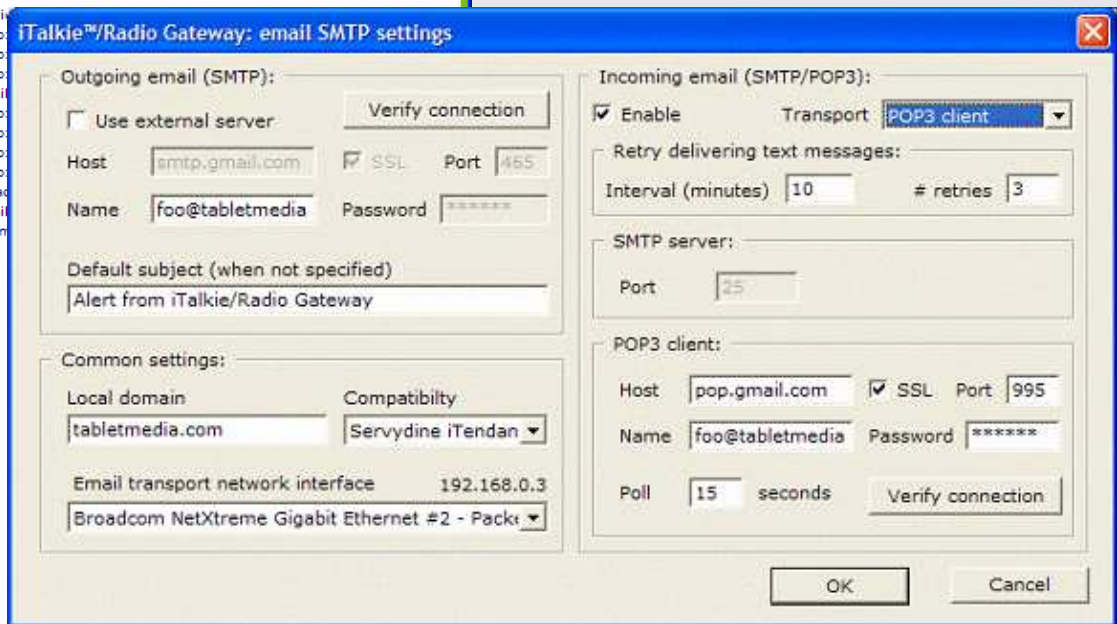 iTalkie™/Radio Gateway: email SMTP settings
Outgoing email (SMTP):
Use external server
Verify connection
Host smtp.gmail.com SSL Port 465
Name foo@tabletmedia Password ******
Default subject (when not specified)
Alert from iTalkie/Radio Gateway
Common settings:
Local domain Compatibilty
tabletmedia.com Servydine iTendan
Email transport network interface 192.168.0.3
Broadcom NetXtreme Gigabit Ethernet #2 -
Incoming email (SMTP/POP3):
Enable Transport POP3 client
Retry delivering text messages:
Interval (minutes) 10 # retries 3
SMTP server:
Port 25
POP3 client:
Host pop.gmail.com SSL Port 995
Name foo@tabletmedia Password ******
Poll 15 seconds Verify connection
OK Cancel